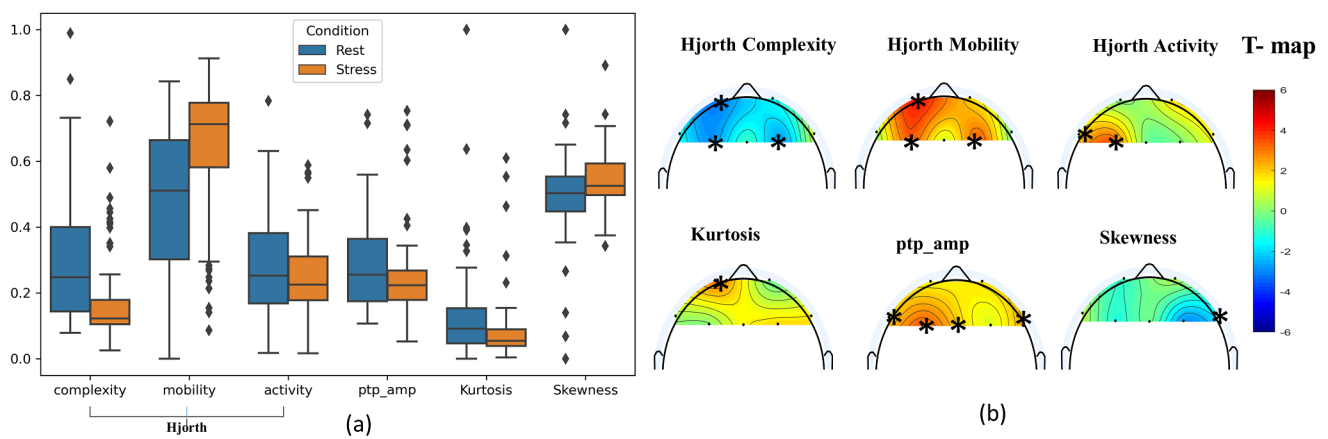 1.0
0.8
0.6
0.4
0.2
0.0
Condition
Rest
Stress
complexity mobility activity ptp_amp Kurtosis Skewness
Hjorth
(a)
Hjorth Complexity Hjorth Mobility Hjorth Activity T- map
Kurtosis ptp_amp Skewness
6
4
2
0
-2
-4
-6
(b)